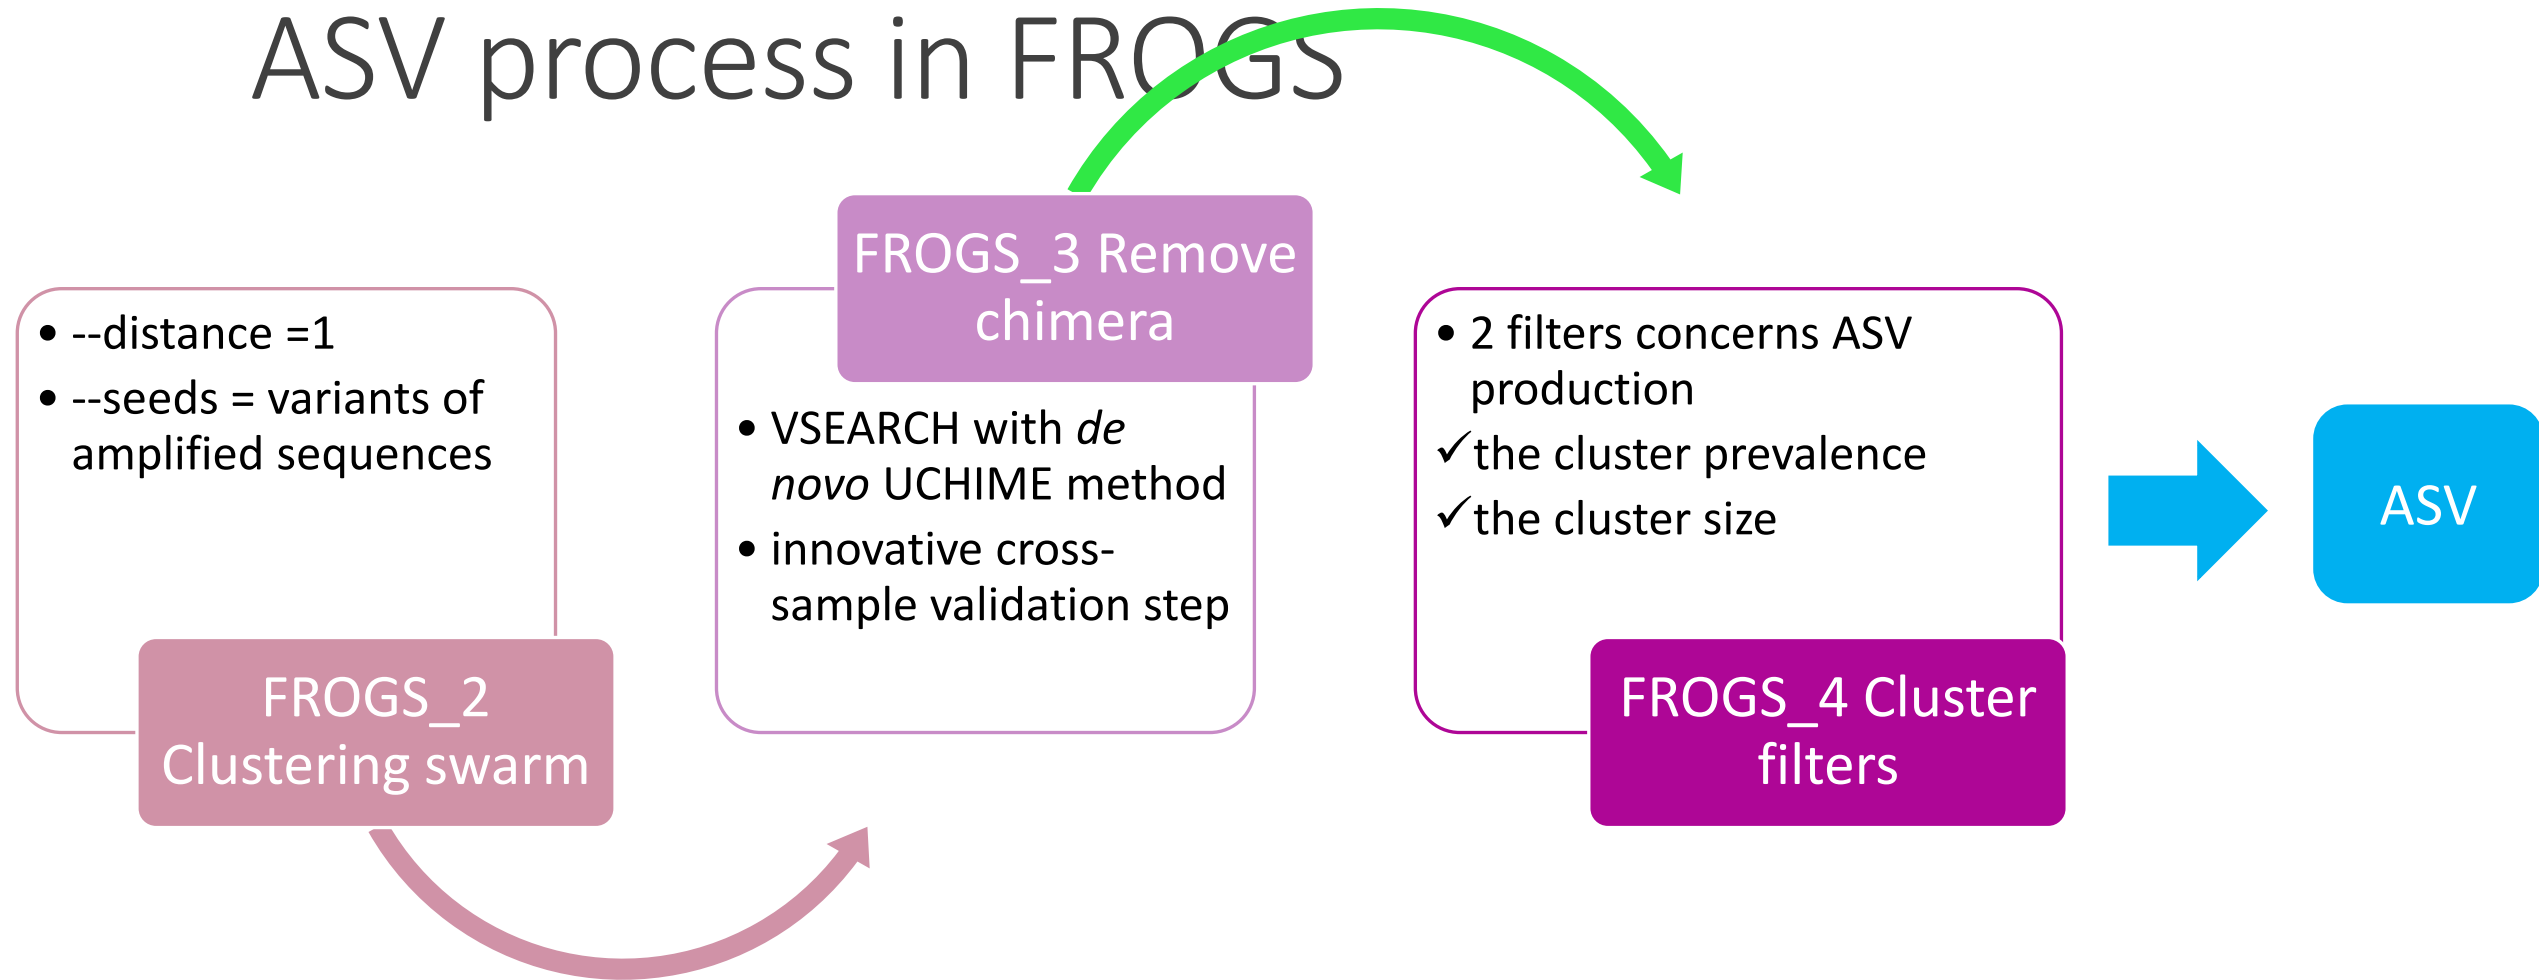 ASV process in FROGS
• --distance =1
• --seeds = variants of
amplified sequences
FROGS_2
Clustering swarm
FROGS_3 Remove
chimera
• VSEARCH with de
novo UCHIME method
• innovative cross-
sample validation step
• 2 filters concerns ASV
production
✓the cluster prevalence
✓the cluster size
FROGS_4 Cluster
filters
ASV